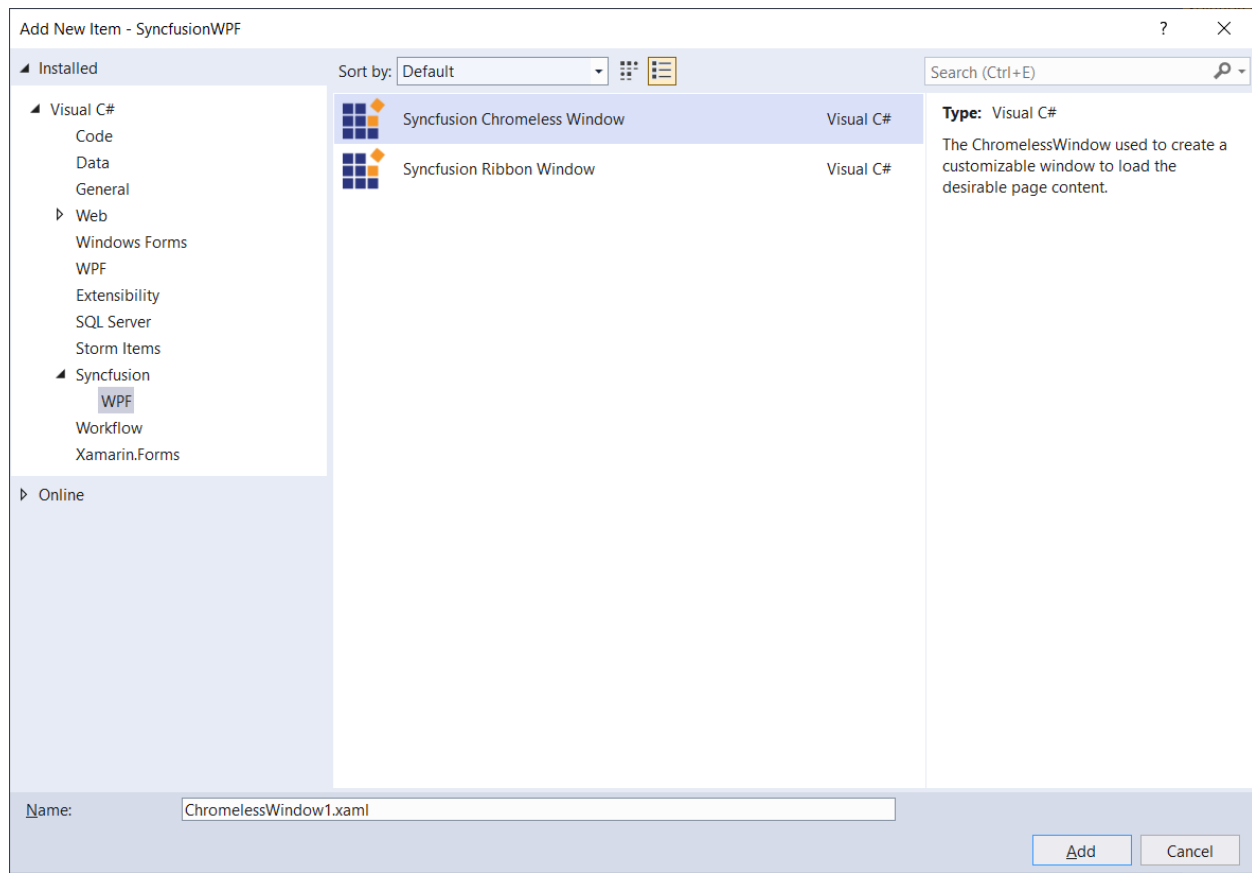 Add New Item - SyncfusionWPF
?
Installed
Sort by: Default
Search (Ctrl+E)
Visual C#
Code
Data
General
Web
Windows Forms
WPF
Extensibility
SQL Server
Storm Items
Syncfusion
WPF
Workflow
Xamarin.Forms
Online
Syncfusion Chromeless Window Visual C#
Syncfusion Ribbon Window Visual C#
Type: Visual C#
The ChromelessWindow used to create a
customizable window to load the
desirable page content.
Name: ChromelessWindow1.xaml
Add Cancel